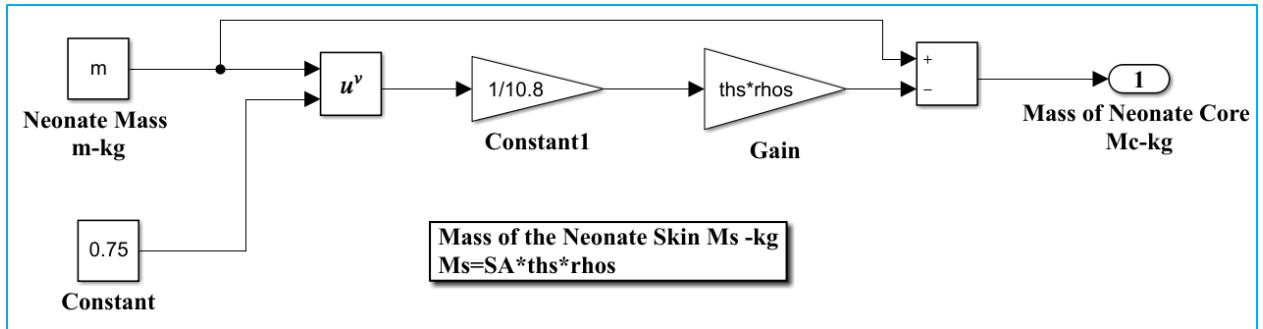 m
Neonate Mass
m-kg
0.75
Constant
u^v
1/10.8
Constant1
ths*rhos
Gain
+
−
1
Mass of Neonate Core
Mc-kg
Mass of the Neonate Skin Ms -kg
Ms=SA*ths*rhos